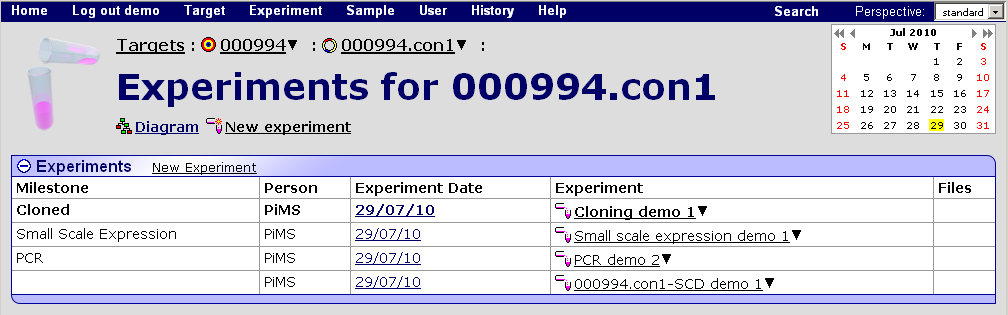 Home Log out demo Target Experiment Sample User History Help Search Perspective: standard
Targets : 000994 : 000994.con1 :
Experiments for 000994.con1
Diagram New experiment
Jul 2010
S M T W T F S
1 2 3
4 5 6 7 8 9 10
11 12 13 14 15 16 17
18 19 20 21 22 23 24
25 26 27 28 29 30 31
Experiments New Experiment
Milestone Person Experiment Date Experiment Files
Cloned PiMS 29/07/10 Cloning demo 1
Small Scale Expression PiMS 29/07/10 Small scale expression demo 1
PCR PiMS 29/07/10 PCR demo 2
PiMS 29/07/10 000994.con1-SCD demo 1